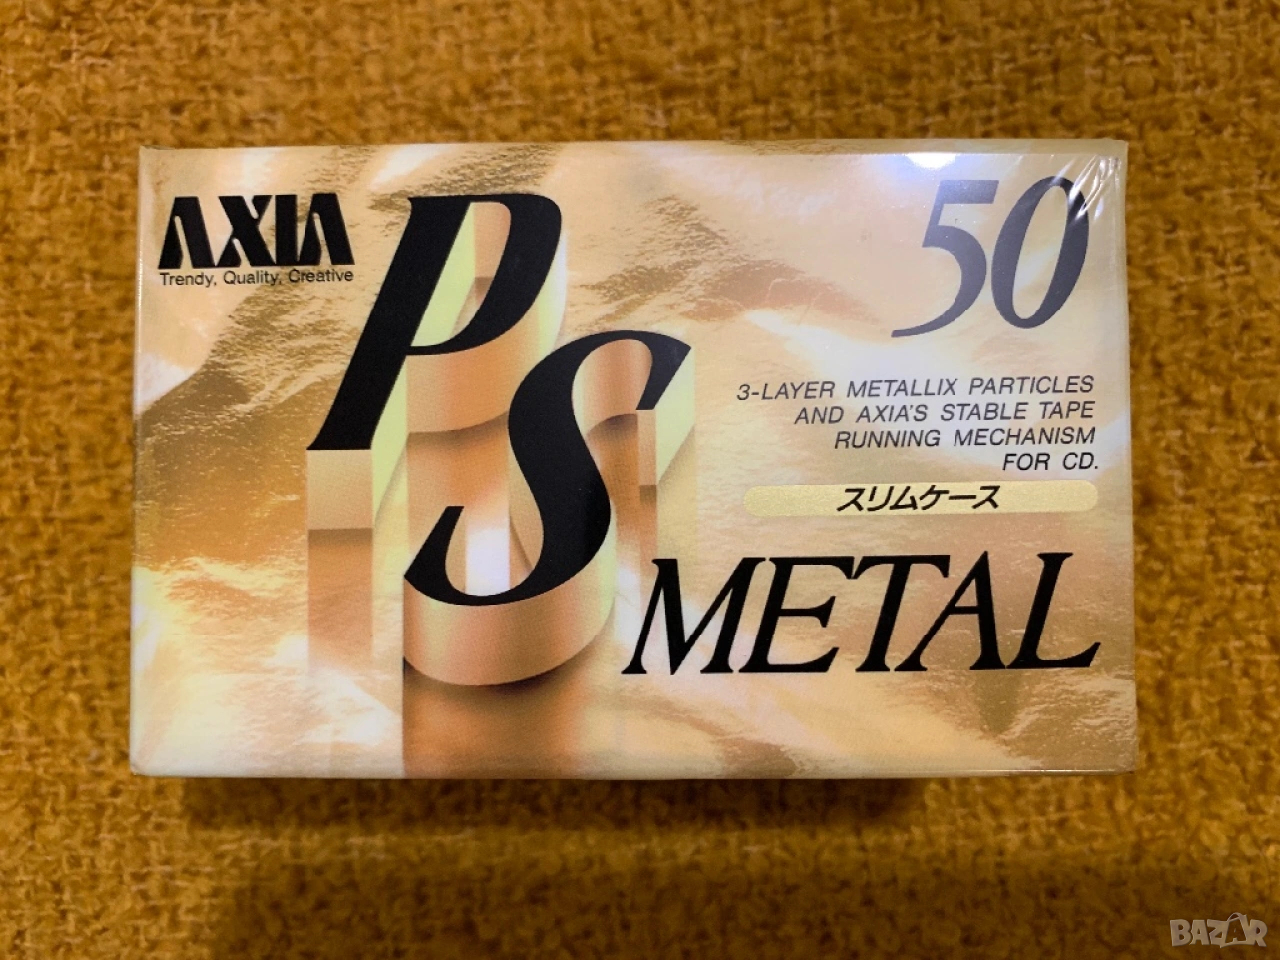 AXIA
Trendy, Quality, Creative
PS
50
3-LAYER METALLIX PARTICLES
AND AXIA'S STABLE TAPE
RUNNING MECHANISM
FOR CD.
スリムケース
METAL
BAZAR